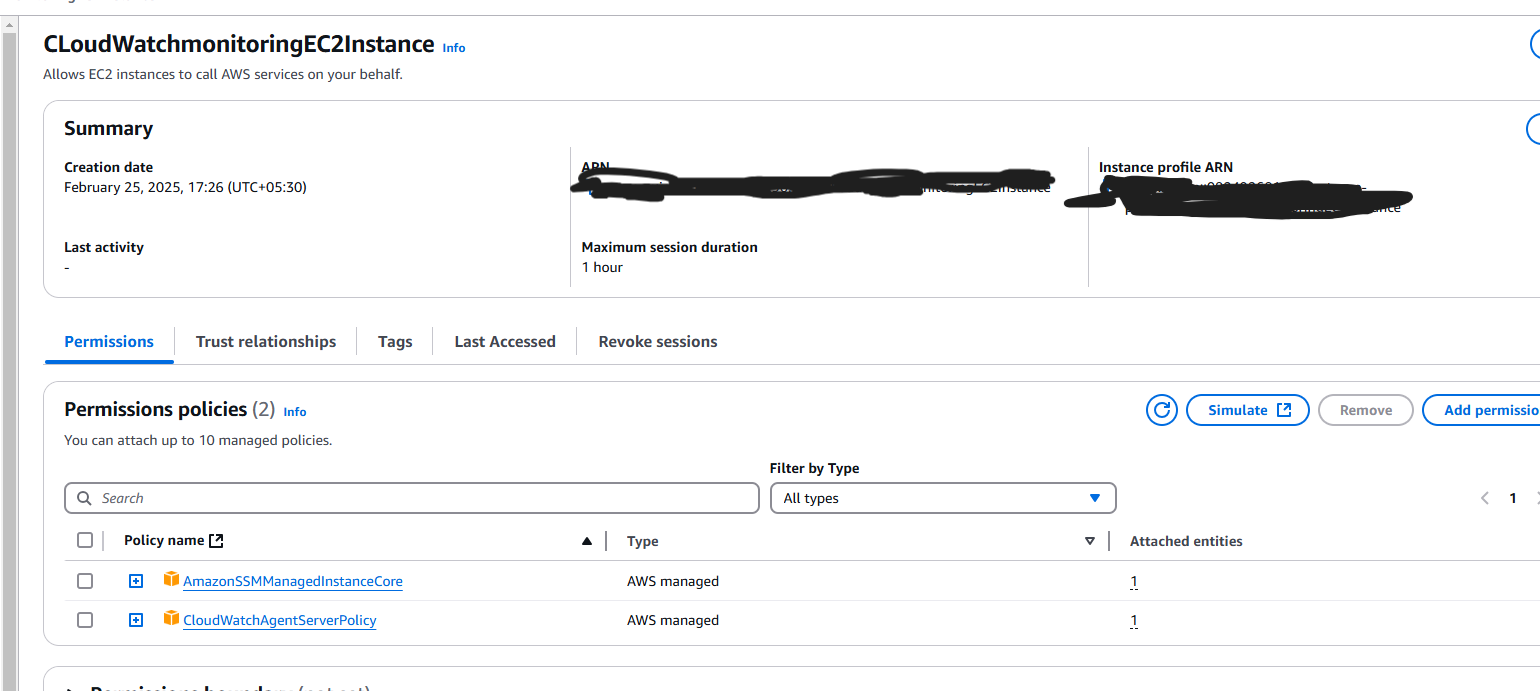 CLoudWatchmonitoringEC2Instance Info
Allows EC2 instances to call AWS services on your behalf.
Summary
Creation date
February 25, 2025, 17:26 (UTC+05:30)
ARN
Instance profile ARN
Last activity
-
Maximum session duration
1 hour
Permissions
Trust relationships
Tags
Last Accessed
Revoke sessions
Permissions policies (2) Info
You can attach up to 10 managed policies.
Simulate
Remove
Add permissio
Filter by Type
Search
All types
1
Policy name
Type
Attached entities
AmazonSSMManagedInstanceCore
AWS managed
1
CloudWatchAgentServerPolicy
AWS managed
1
Permissions boundary (not set)